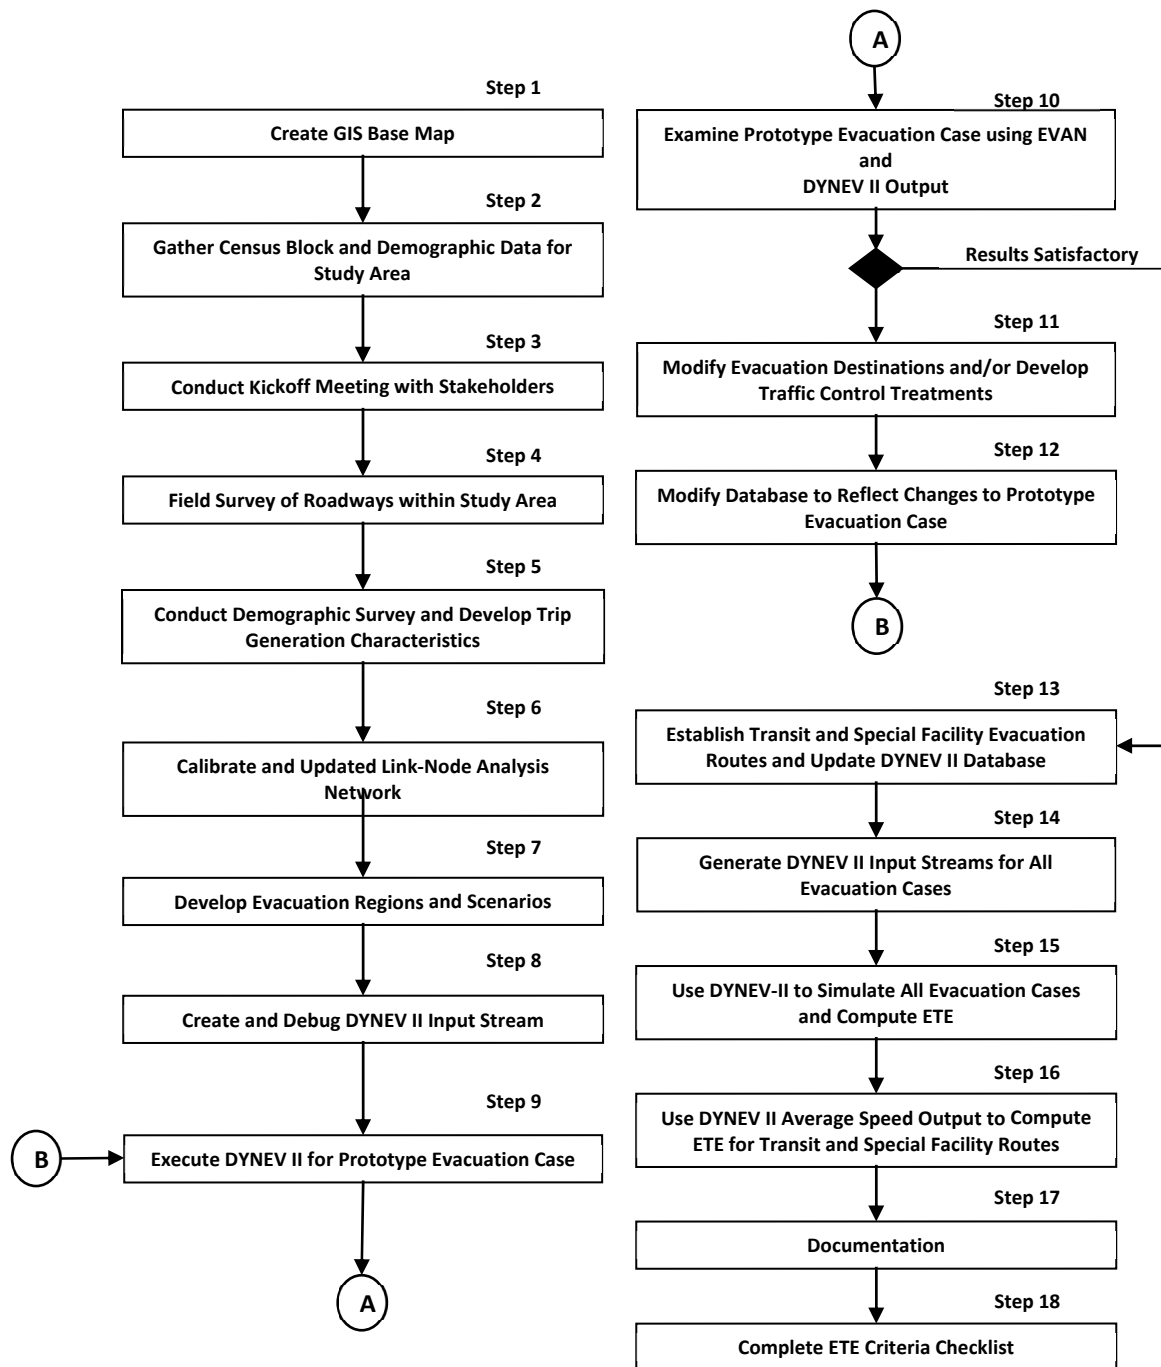 Step 1
Create GIS Base Map
Step 2
Gather Census Block and Demographic Data for
Study Area
Step 3
Conduct Kickoff Meeting with Stakeholders
Step 4
Field Survey of Roadways within Study Area
Step 5
Conduct Demographic Survey and Develop Trip
Generation Characteristics
Step 6
Calibrate and Updated Link-Node Analysis
Network
Step 7
Develop Evacuation Regions and Scenarios
Step 8
Create and Debug DYNEV II Input Stream
Step 9
B
Execute DYNEV II for Prototype Evacuation Case
A
A
Step 10
Examine Prototype Evacuation Case using EVAN
and
DYNEV II Output
Results Satisfactory
Step 11
Modify Evacuation Destinations and/or Develop
Traffic Control Treatments
Step 12
Modify Database to Reflect Changes to Prototype
Evacuation Case
B
Step 13
Establish Transit and Special Facility Evacuation
Routes and Update DYNEV II Database
Step 14
Generate DYNEV II Input Streams for All
Evacuation Cases
Step 15
Use DYNEV-II to Simulate All Evacuation Cases
and Compute ETE
Step 16
Use DYNEV II Average Speed Output to Compute
ETE for Transit and Special Facility Routes
Step 17
Documentation
Step 18
Complete ETE Criteria Checklist